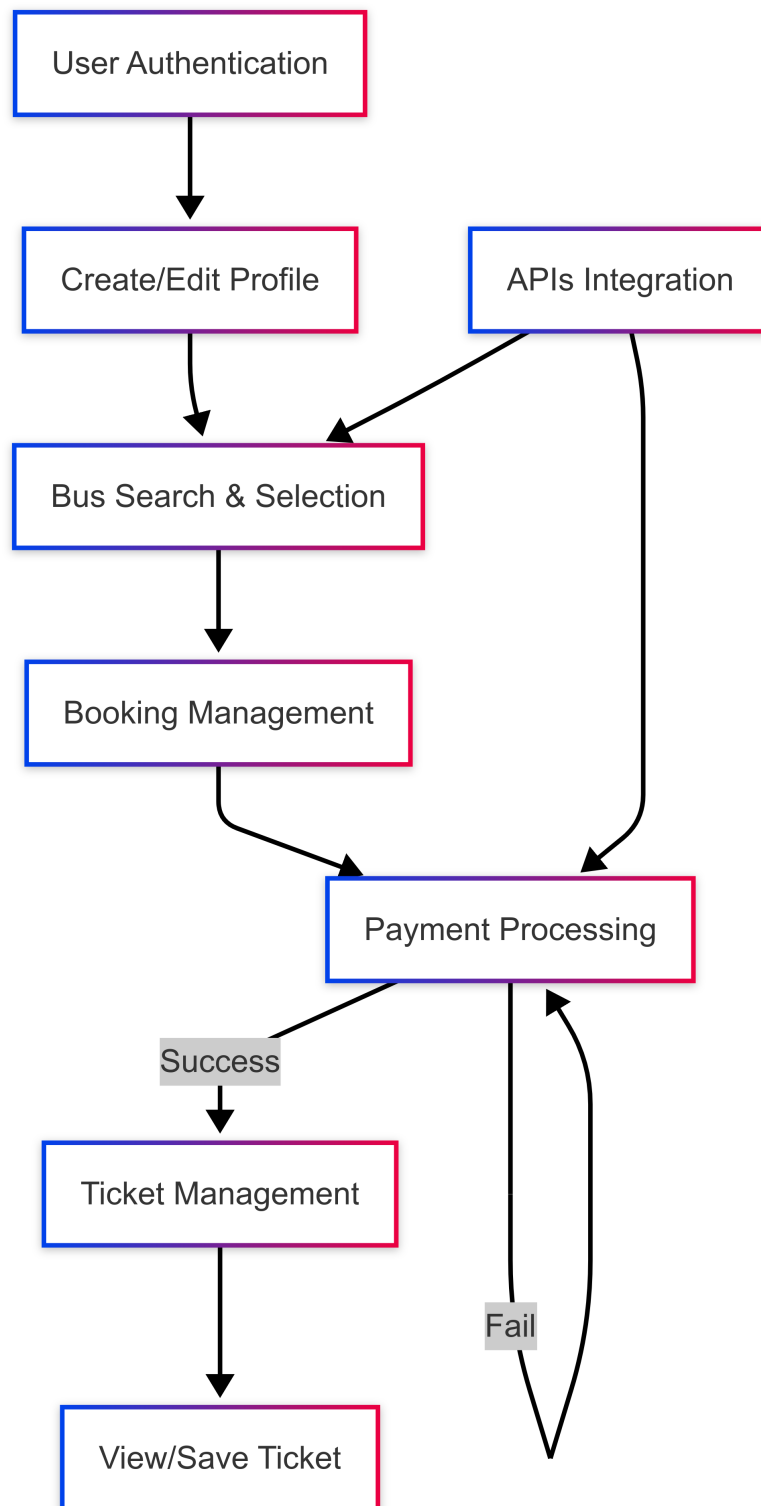 User Authentication
Create/Edit Profile
APIs Integration
Bus Search & Selection
Booking Management
Payment Processing
Success
Ticket Management
Fail
View/Save Ticket